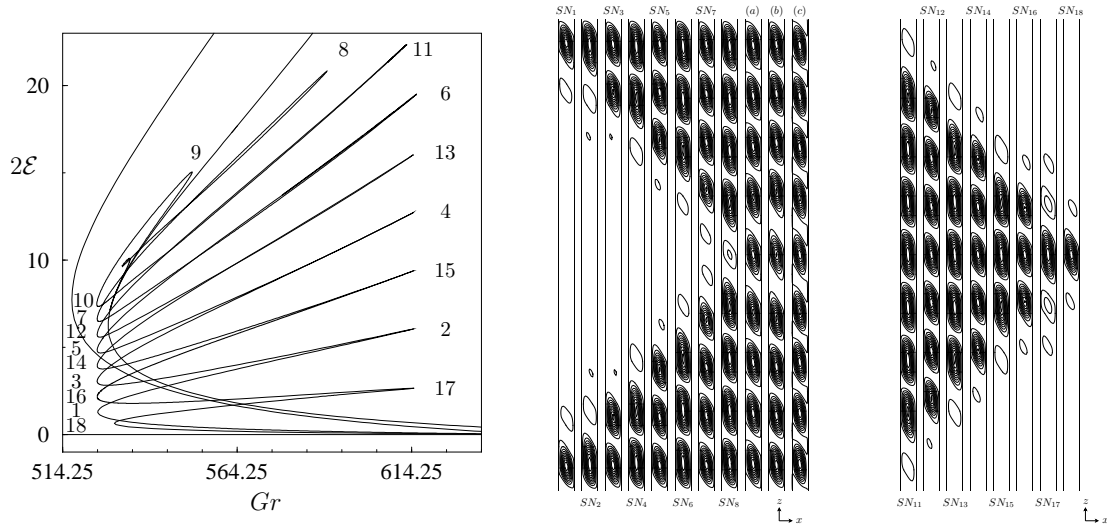 SN₁ SN₃ SN₅ SN₇ (a) (b) (c)
SN₁₂ SN₁₄ SN₁₆ SN₁₈
8 11
20
6
9
13
2ℰ
4
10
10
15
7
12
5
2
14
3
16
17
1
18
0
514.25 564.25 614.25
Gr
SN₂ SN₄ SN₆ SN₈
z
x
SN₁₁ SN₁₃ SN₁₅ SN₁₇
z
x